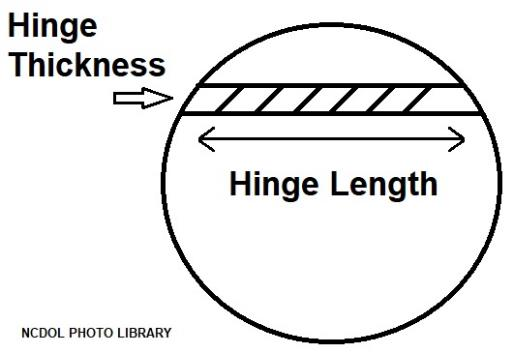 Hinge
Thickness
Hinge Length
NCDOL PHOTO LIBRARY